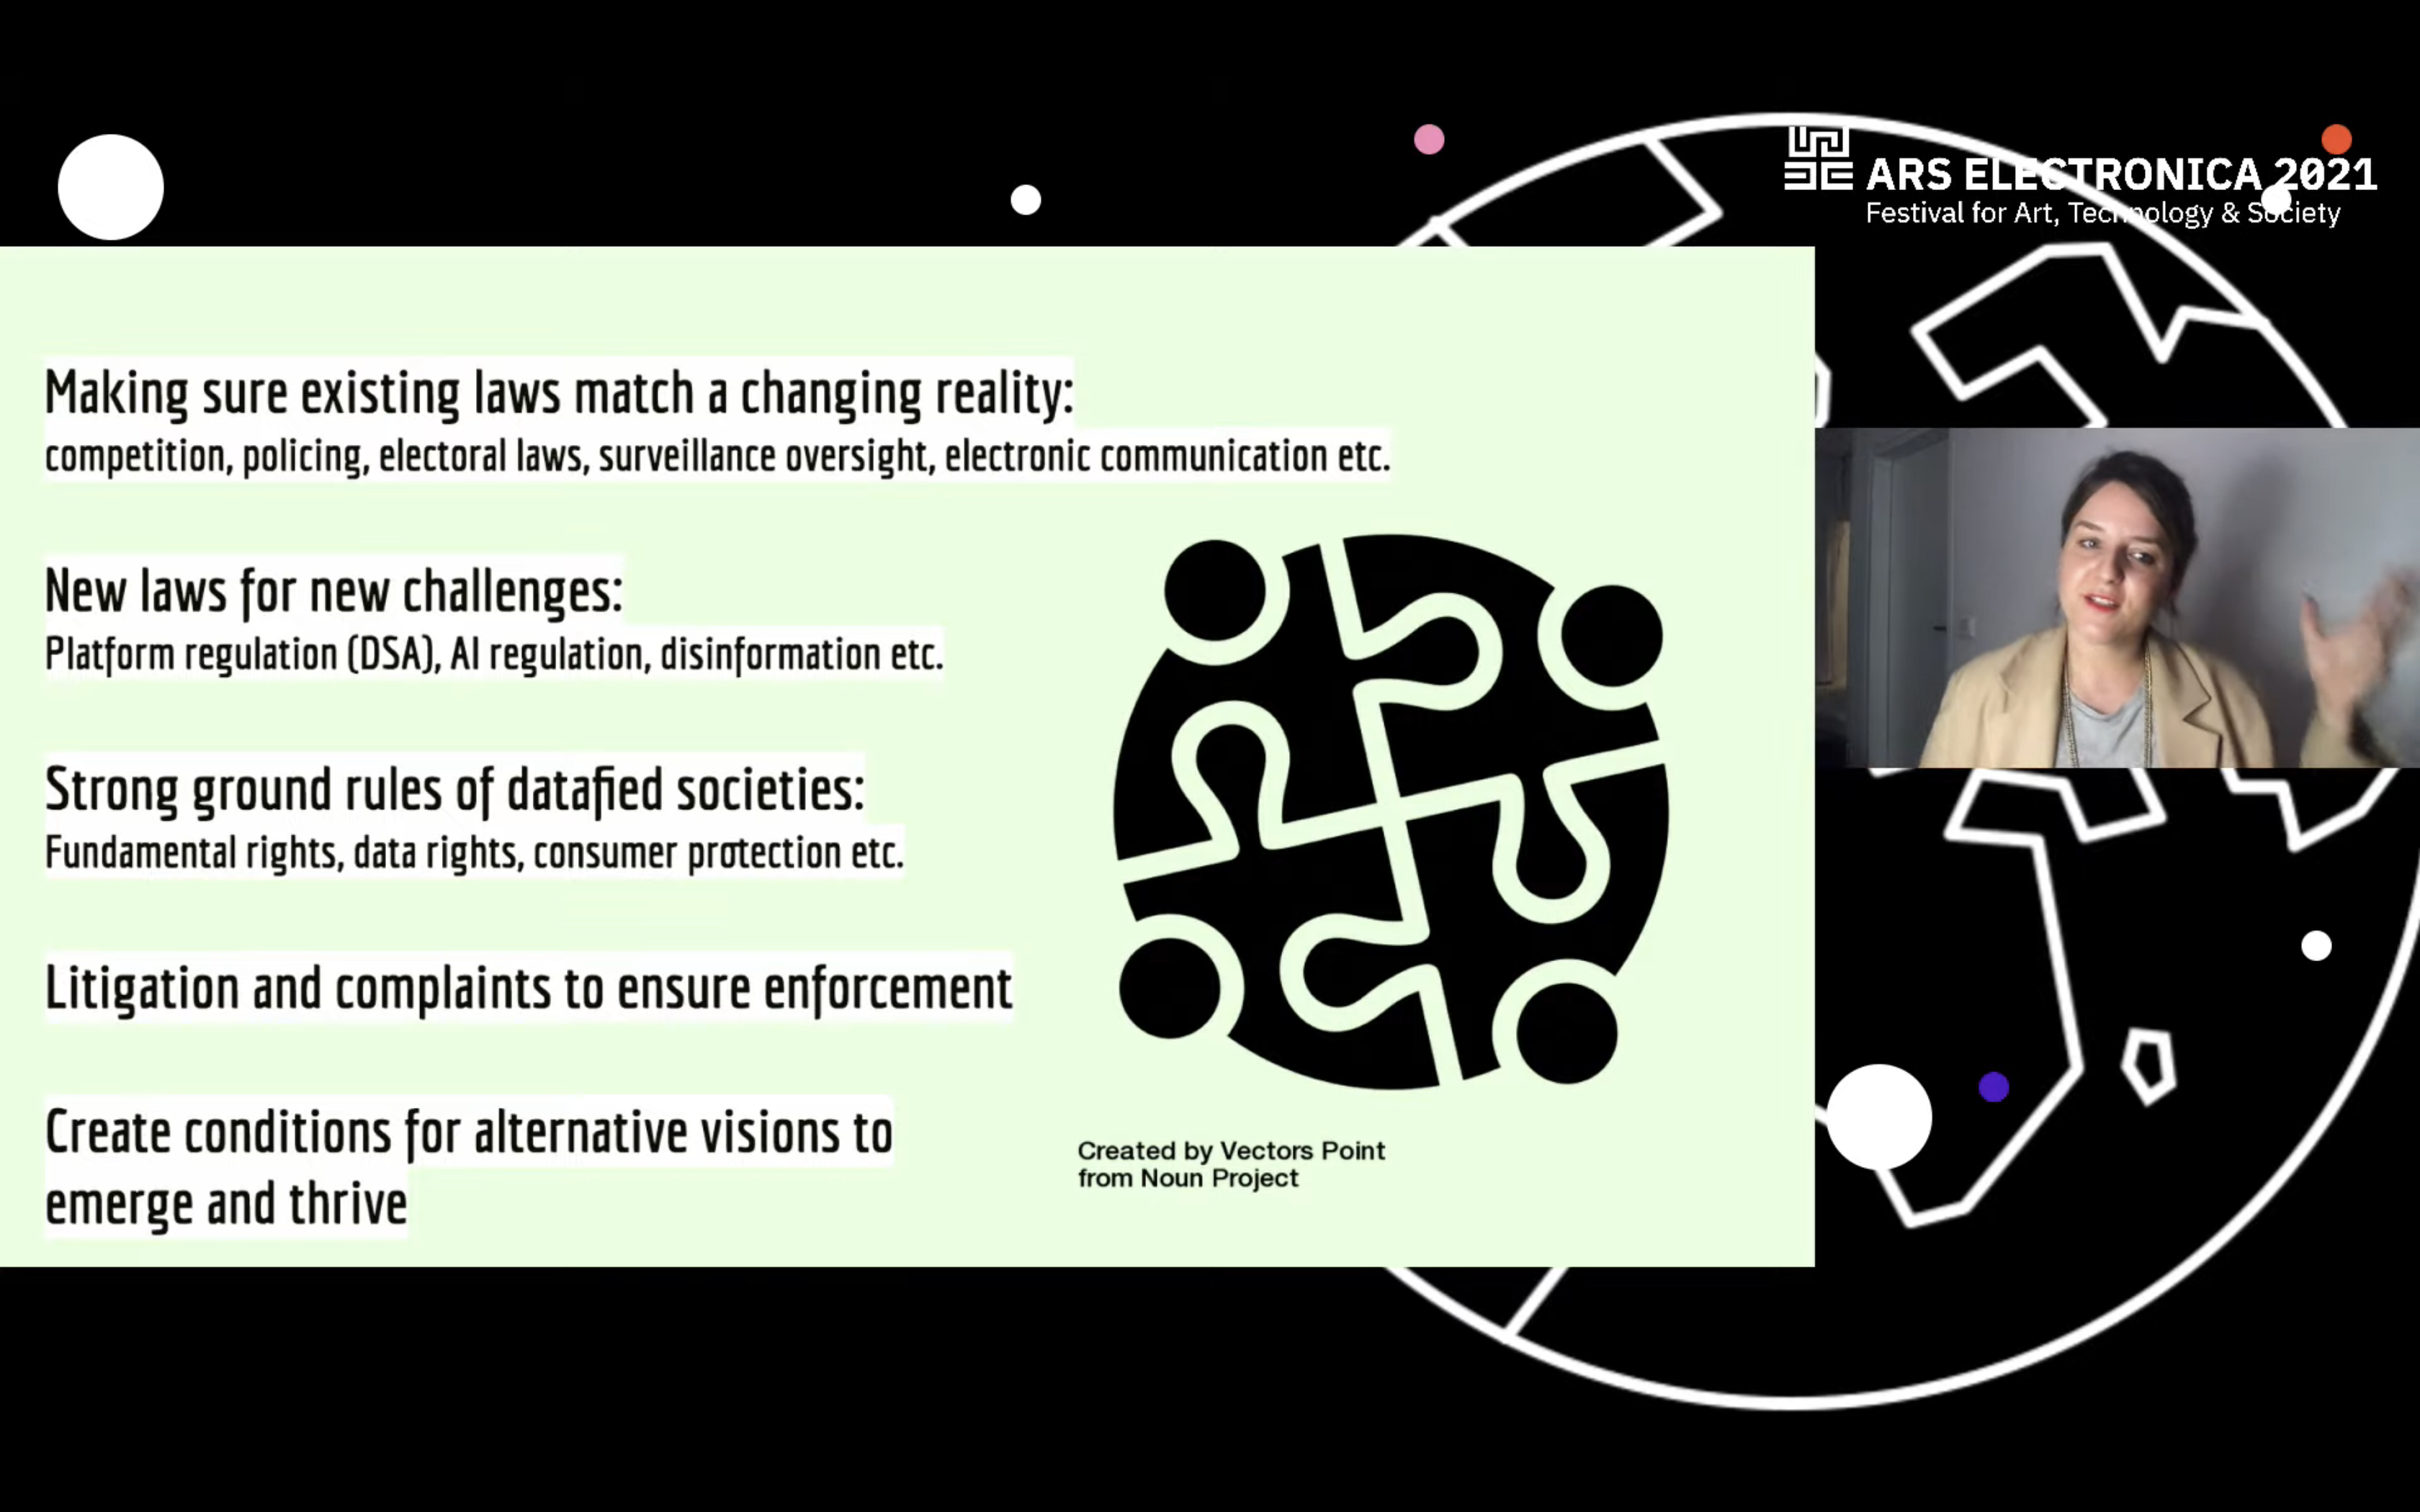 ARS ELECTRONICA 2021
Festival for Art, Technology & Society
Making sure existing laws match a changing reality:
competition, policing, electoral laws, surveillance oversight, electronic communication etc.
New laws for new challenges:
Platform regulation (DSA), AI regulation, disinformation etc.
Strong ground rules of datafied societies:
Fundamental rights, data rights, consumer protection etc.
Litigation and complaints to ensure enforcement
Create conditions for alternative visions to
emerge and thrive
Created by Vectors Point
from Noun Project